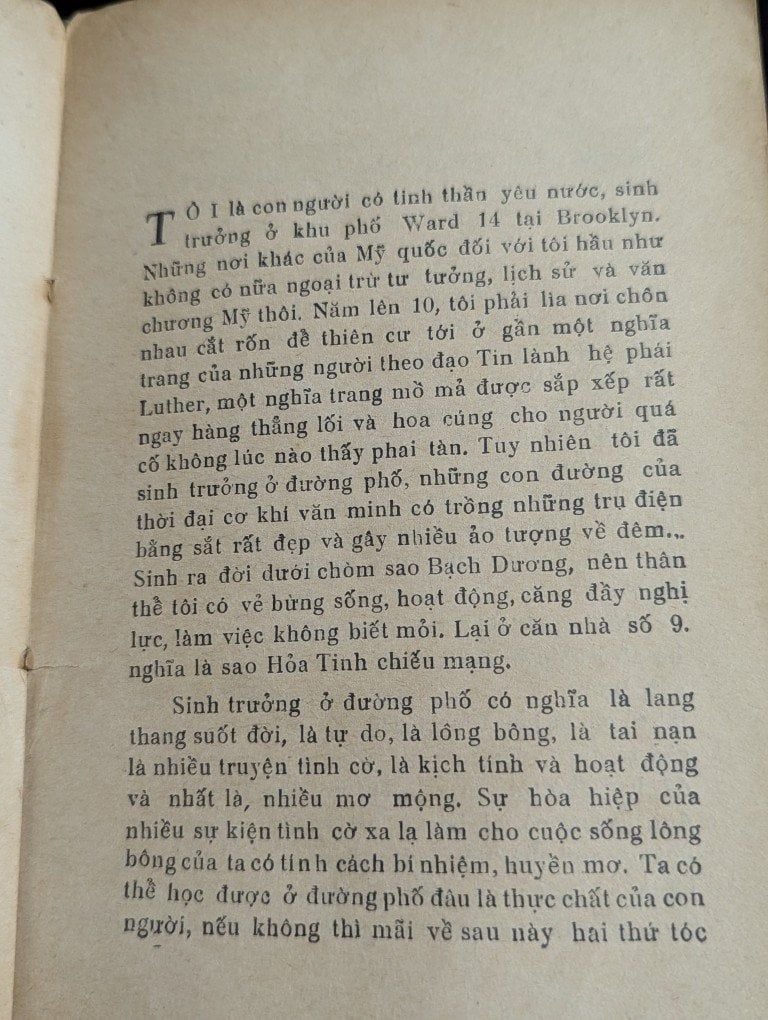 TÔI là con người có tinh thần yêu nước, sinh
trưởng ở khu phố Ward 14 tại Brooklyn.
Những nơi khác của Mỹ quốc đối với tôi hầu như
không có nữa ngoại trừ tư tưởng, lịch sử và văn
chương Mỹ thôi. Năm lên 10, tôi phải lìa nơi chôn
nhau cắt rốn để thiên cư tới ở gần một nghĩa
trang của những người theo đạo Tin lành hệ phái
Luther, một nghĩa trang mồ mả được sắp xếp rất
ngay hàng thẳng lối và hoa cúng cho người quá
cố không lúc nào thấy phai tàn. Tuy nhiên tôi đã
sinh trưởng ở đường phố, những con đường của
thời đại cơ khí văn minh có trồng những trụ điện
bằng sắt rất đẹp và gây nhiều ảo tượng về đêm...
Sinh ra đời dưới chòm sao Bạch Dương, nên thân
thể tôi có vẻ bừng sống, hoạt động, căng đầy nghị
lực, làm việc không biết mỏi. Lại ở căn nhà số 9.
nghĩa là sao Hỏa Tinh chiếu mạng.
Sinh trưởng ở đường phố có nghĩa là lang
thang suốt đời, là tự do, là lông bông, là tai nạn
là nhiều truyện tình cờ, là kịch tính và hoạt động
và nhất là, nhiều mơ mộng. Sự hòa hiệp của
nhiều sự kiện tình cờ xa lạ làm cho cuộc sống lông
bông của ta có tính cách bí nhiệm, huyền mơ. Ta có
thể học được ở đường phố đâu là thực chất của con
người, nếu không thì mãi về sau này hai thứ tóc